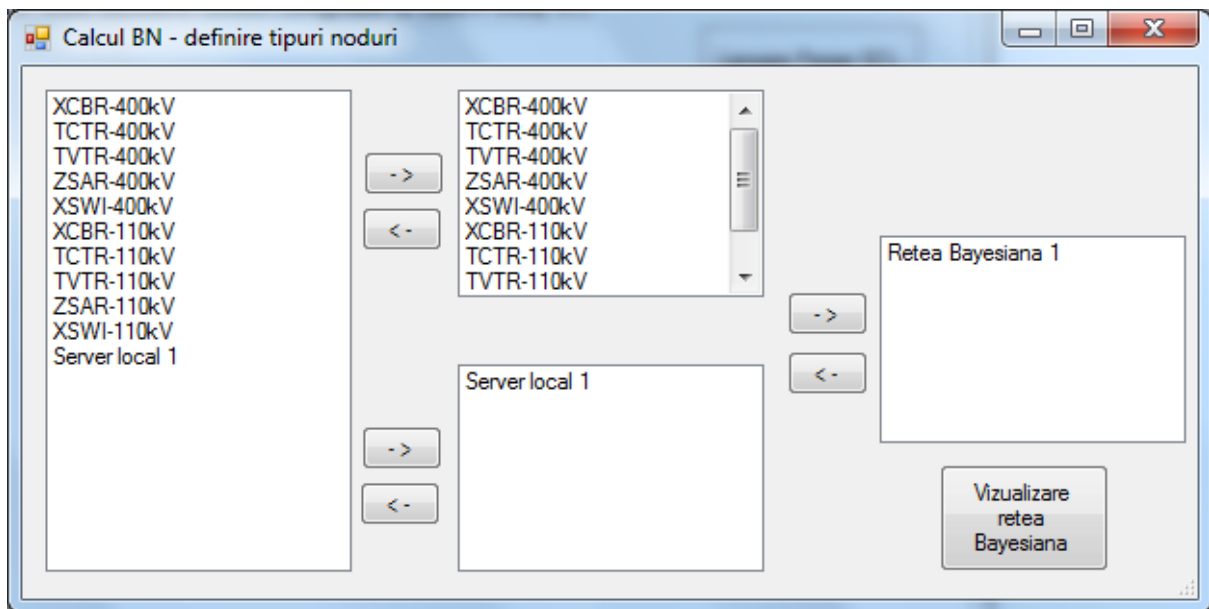 Calcul BN - definire tipuri noduri
XCBR-400kV
TCTR-400kV
TVTR-400kV
ZSAR-400kV
XSWI-400kV
XCBR-110kV
TCTR-110kV
TVTR-110kV
ZSAR-110kV
XSWI-110kV
Server local 1
->
<-
XCBR-400kV
TCTR-400kV
TVTR-400kV
ZSAR-400kV
XSWI-400kV
XCBR-110kV
TCTR-110kV
TVTR-110kV
->
<-
Server local 1
->
<-
Retea Bayesiana 1
Vizualizare
retea
Bayesiana